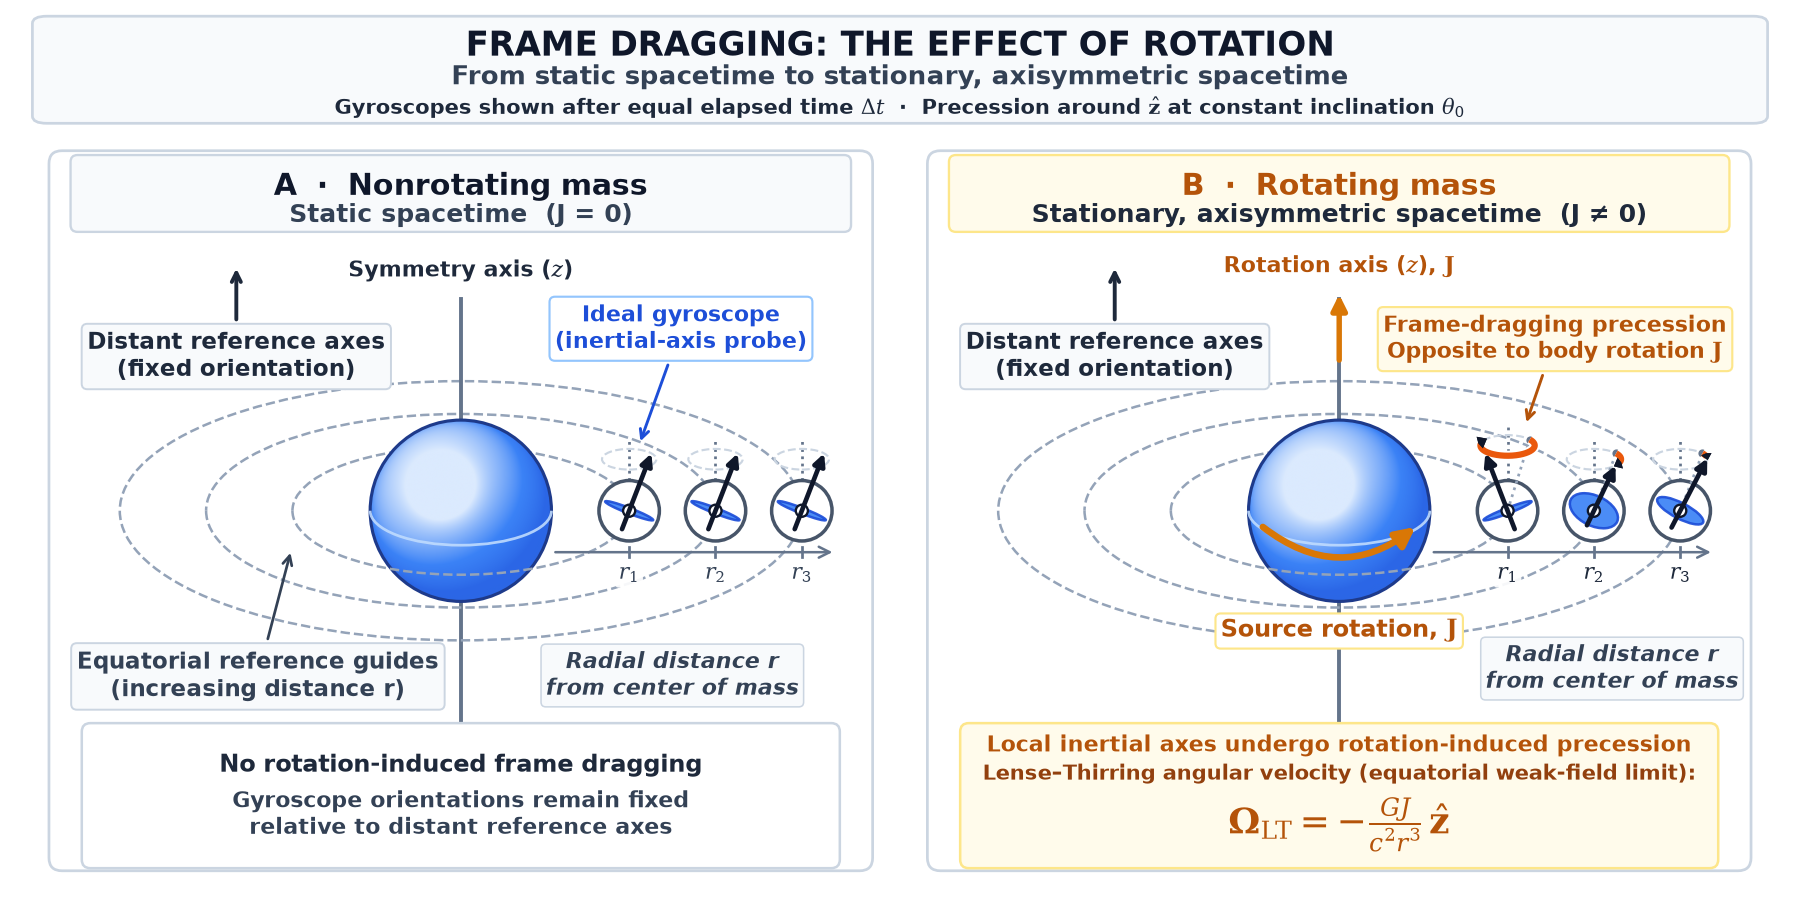 FRAME DRAGGING: THE EFFECT OF ROTATION
From static spacetime to stationary, axisymmetric spacetime
Gyroscopes shown after equal elapsed time Δt · Precession around ẑ at constant inclination θ₀
A · Nonrotating mass
Static spacetime (J = 0)
Symmetry axis (z)
Distant reference axes
(fixed orientation)
Ideal gyroscope
(inertial-axis probe)
r₁ r₂ r₃
Equatorial reference guides
(increasing distance r)
Radial distance r
from center of mass
No rotation-induced frame dragging
Gyroscope orientations remain fixed
relative to distant reference axes
B · Rotating mass
Stationary, axisymmetric spacetime (J ≠ 0)
Rotation axis (z), J
Distant reference axes
(fixed orientation)
Frame-dragging precession
Opposite to body rotation J
r₁ r₂ r₃
Source rotation, J
Radial distance r
from center of mass
Local inertial axes undergo rotation-induced precession
Lense–Thirring angular velocity (equatorial weak-field limit):
Ω_LT = − GJ/(c²r³) ẑ